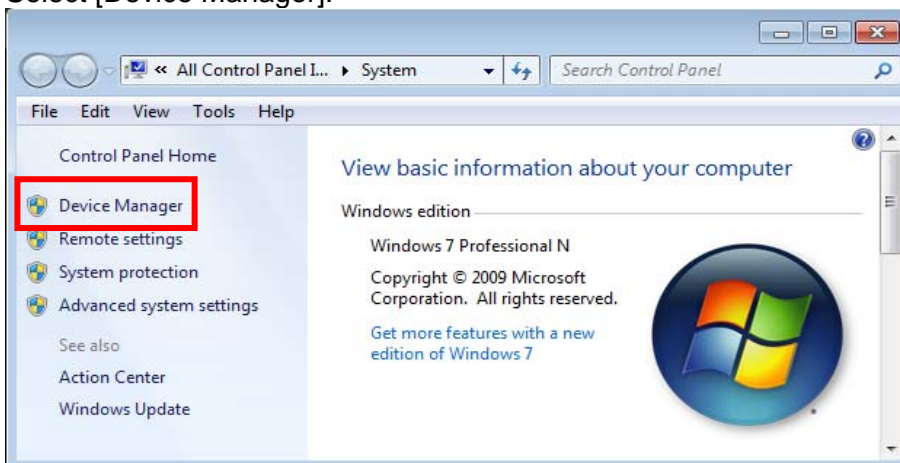 Select [Device Manager].
« All Control Panel I... ▸ System
Search Control Panel
File Edit View Tools Help
Control Panel Home
Device Manager
Remote settings
System protection
Advanced system settings
See also
Action Center
Windows Update
View basic information about your computer
Windows edition
Windows 7 Professional N
Copyright © 2009 Microsoft
Corporation. All rights reserved.
Get more features with a new
edition of Windows 7